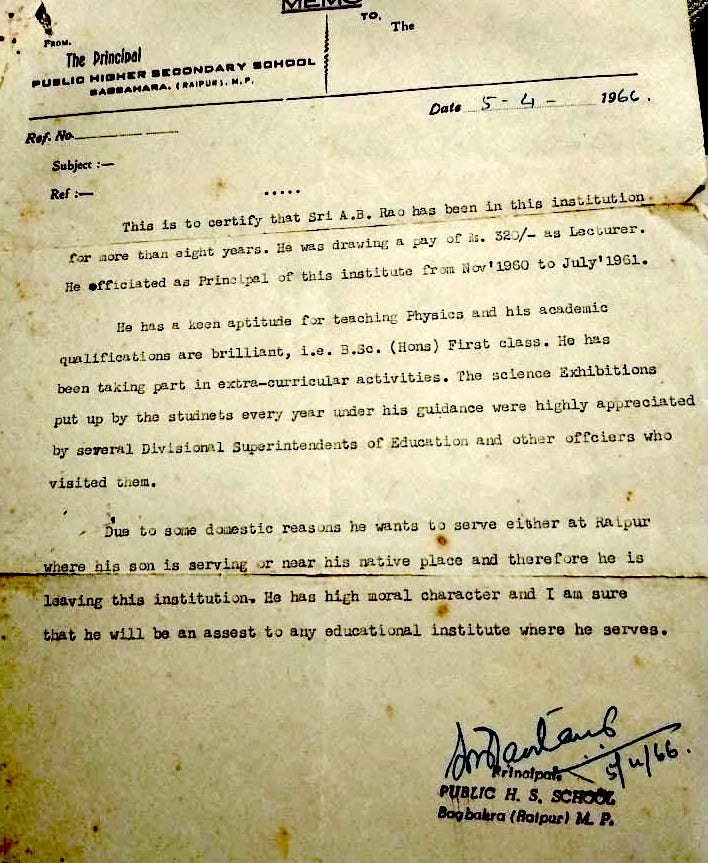 MEMO
FROM,
The Principal
PUBLIC HIGHER SECONDARY SCHOOL
BAGBAHARA, (RAIPUR), M. P.
TO,
The
Date 5 - 4 - 1966.
Ref. No.
Subject :—
Ref :—
.....
This is to certify that Sri A.B. Rao has been in this institution
for more than eight years. He was drawing a pay of Rs. 320/- as Lecturer.
He officiated as Principal of this institute from Nov'1960 to July'1961.
He has a keen aptitude for teaching Physics and his academic
qualifications are brilliant, i.e. B.Sc. (Hons) First class. He has
been taking part in extra-curricular activities. The science Exhibitions
put up by the studnets every year under his guidance were highly appreciated
by several Divisional Superintendents of Education and other offciers who
visited them.
Due to some domestic reasons he wants to serve either at Raipur
where his son is serving or near his native place and therefore he is
leaving this institution. He has high moral character and I am sure
that he will be an assest to any educational institute where he serves.
5/4/66.
Principal,
PUBLIC H. S. SCHOOL
Bagbahra (Raipur) M. P.